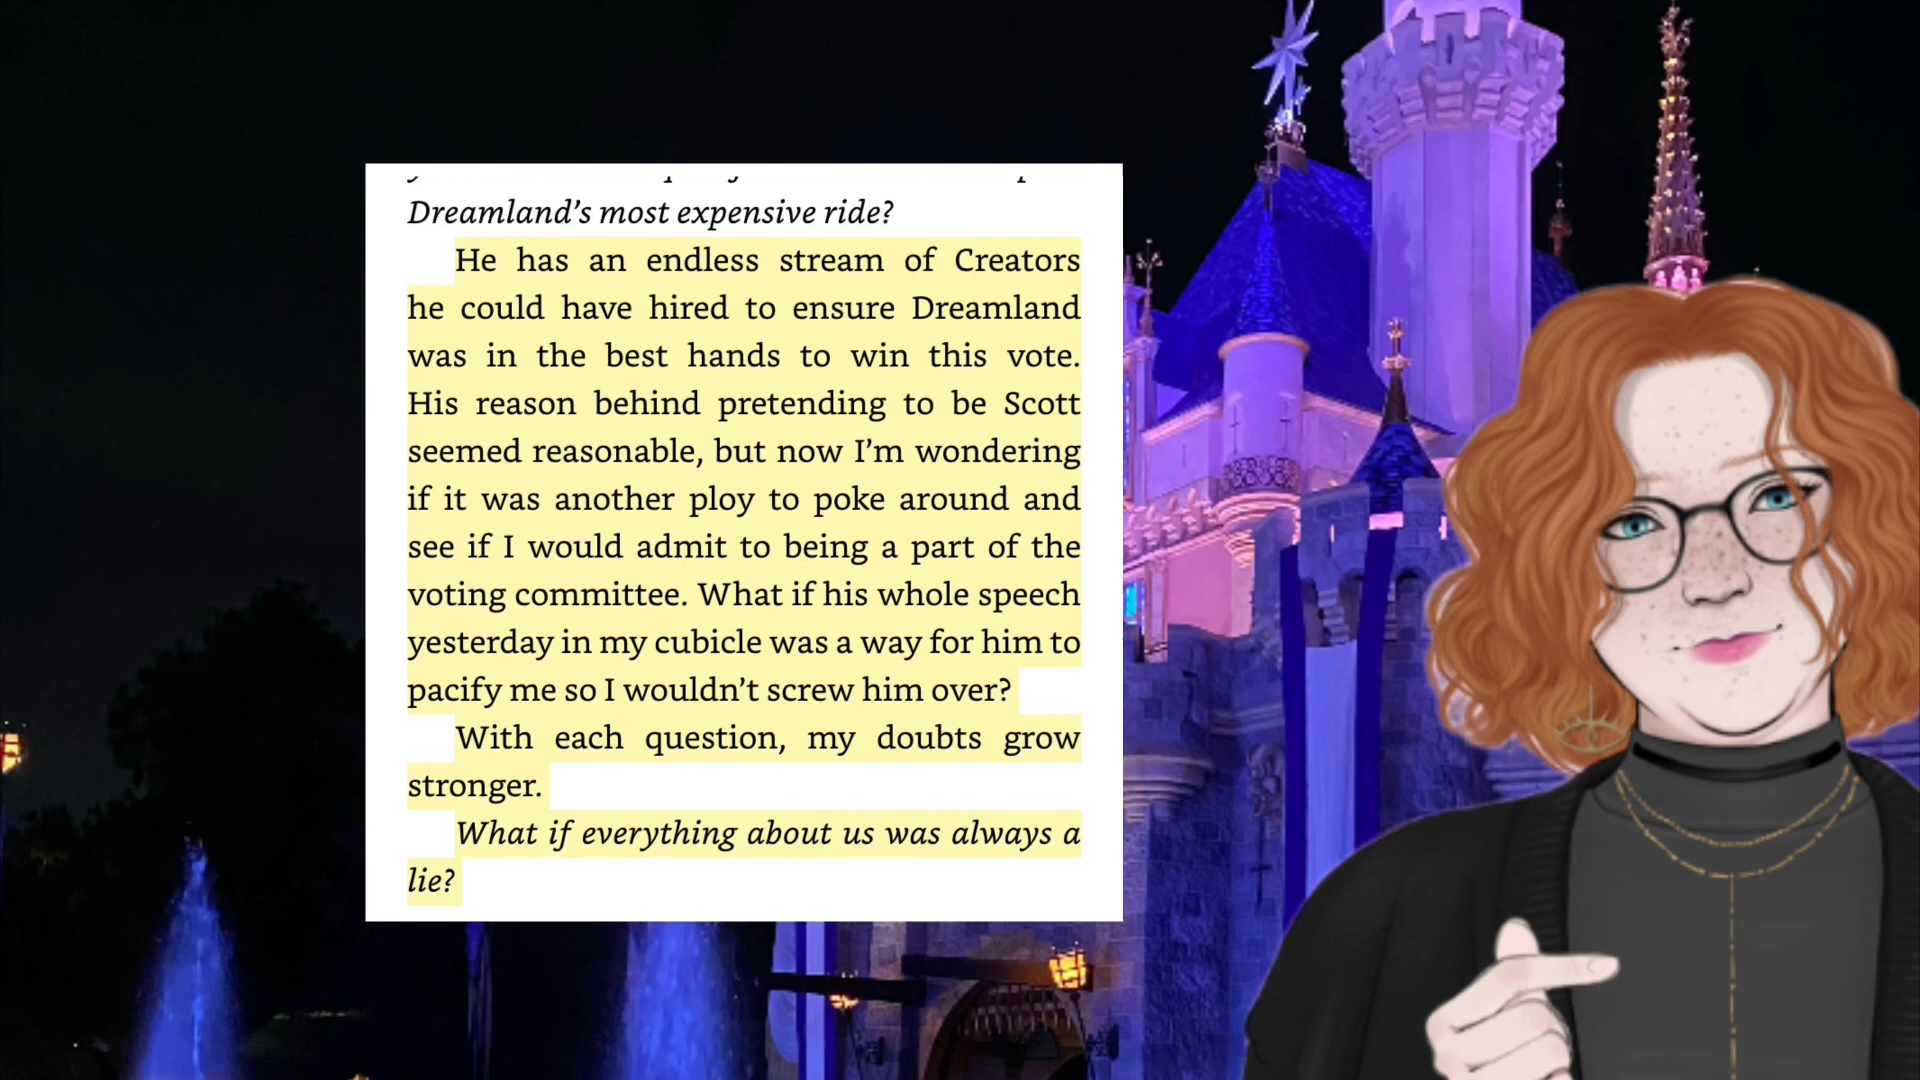 Dreamland’s most expensive ride?
He has an endless stream of Creators
he could have hired to ensure Dreamland
was in the best hands to win this vote.
His reason behind pretending to be Scott
seemed reasonable, but now I’m wondering
if it was another ploy to poke around and
see if I would admit to being a part of the
voting committee. What if his whole speech
yesterday in my cubicle was a way for him to
pacify me so I wouldn’t screw him over?
With each question, my doubts grow
stronger.
What if everything about us was always a
lie?